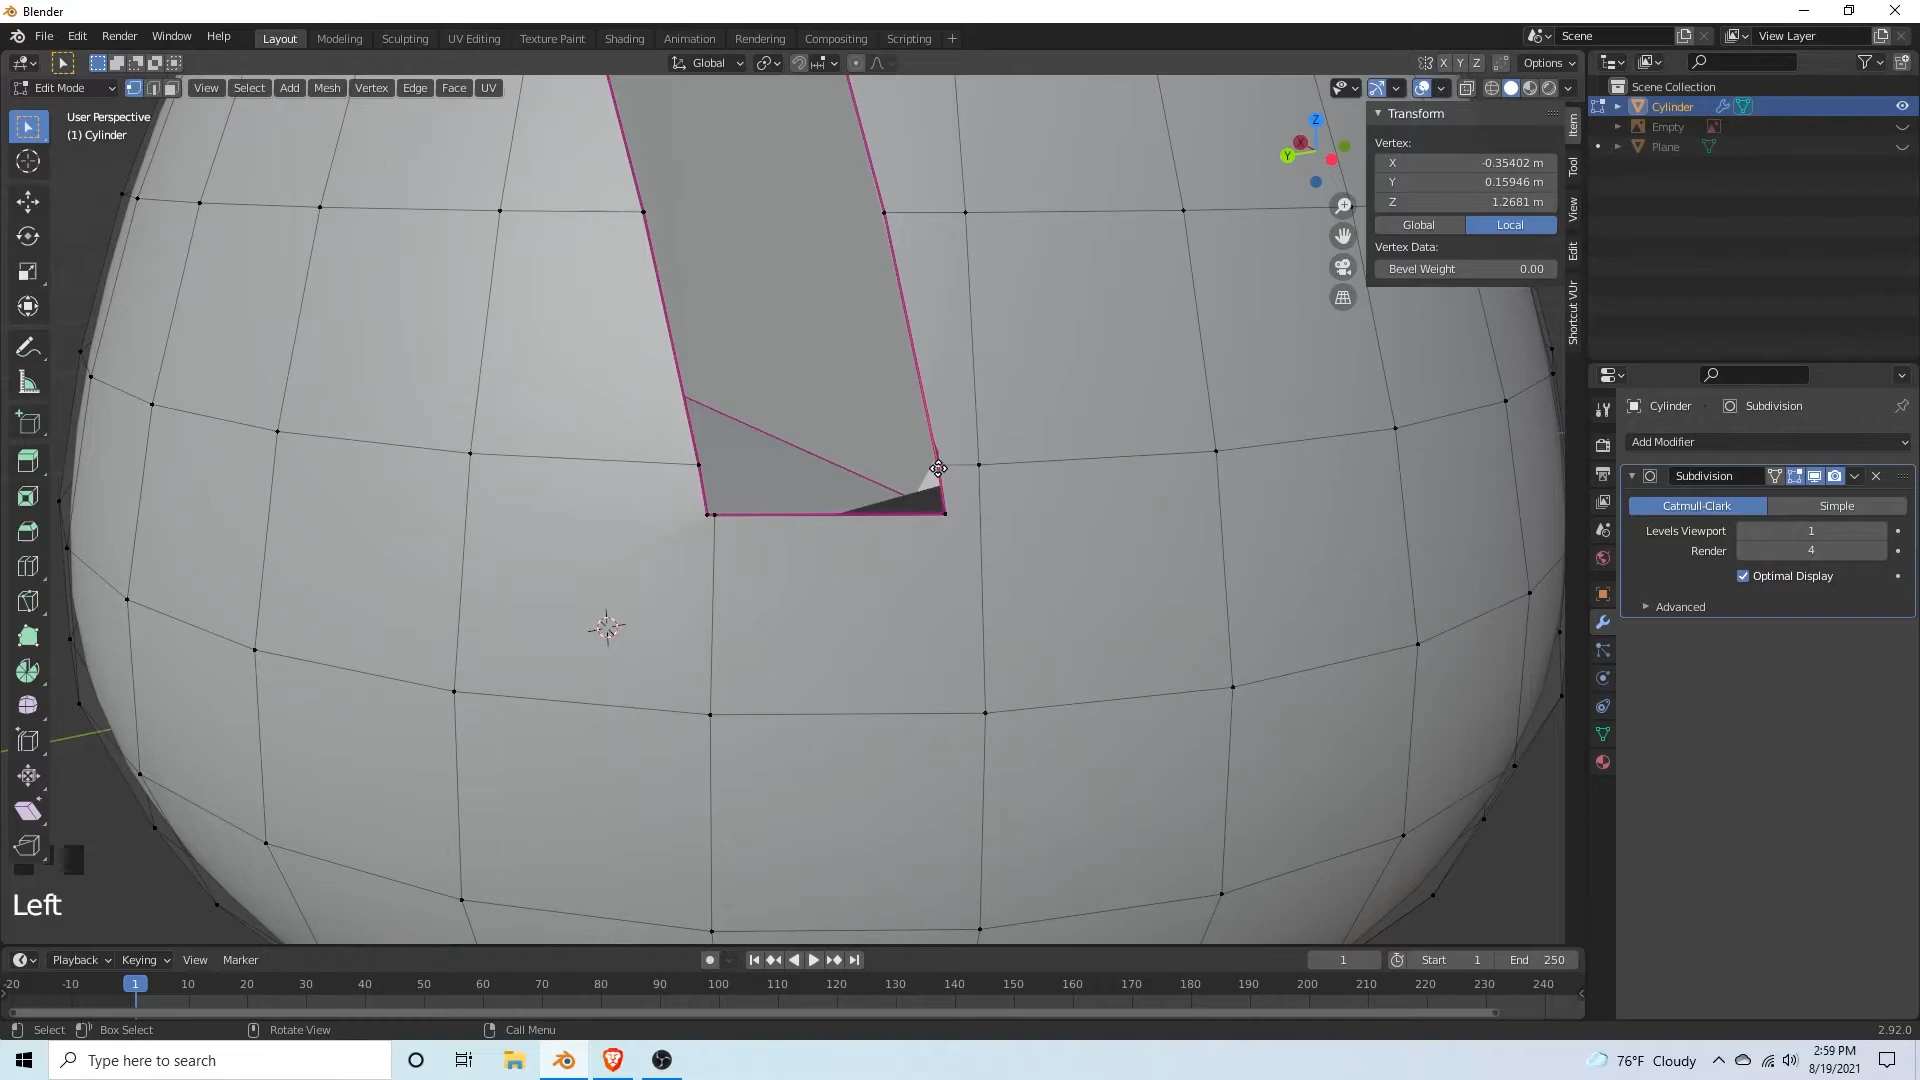 Blender
File Edit Render Window Help
Layout Modeling Sculpting UV Editing Texture Paint Shading Animation Rendering Compositing Scripting +
Scene
View Layer
Global
X Y Z
Options
Edit Mode
View Select Add Mesh Vertex Edge Face UV
User Perspective
(1) Cylinder
Z
X
Y
Transform
Vertex:
X -0.35402 m
Y 0.15946 m
Z 1.2681 m
Global Local
Vertex Data:
Bevel Weight 0.00
Item
Tool
View
Edit
Shortcut VUr
Scene Collection
Cylinder
Empty
Plane
Cylinder Subdivision
Add Modifier
Subdivision
Catmull-Clark Simple
Levels Viewport 1
Render 4
Optimal Display
Advanced
Left
Playback Keying View Marker
1
Start 1
End 250
-20 -10 1 10 20 30 40 50 60 70 80 90 100 110 120 130 140 150 160 170 180 190 200 210 220 230 240
Select Box Select Rotate View Call Menu
2.92.0
Type here to search
76°F Cloudy
2:59 PM
8/19/2021